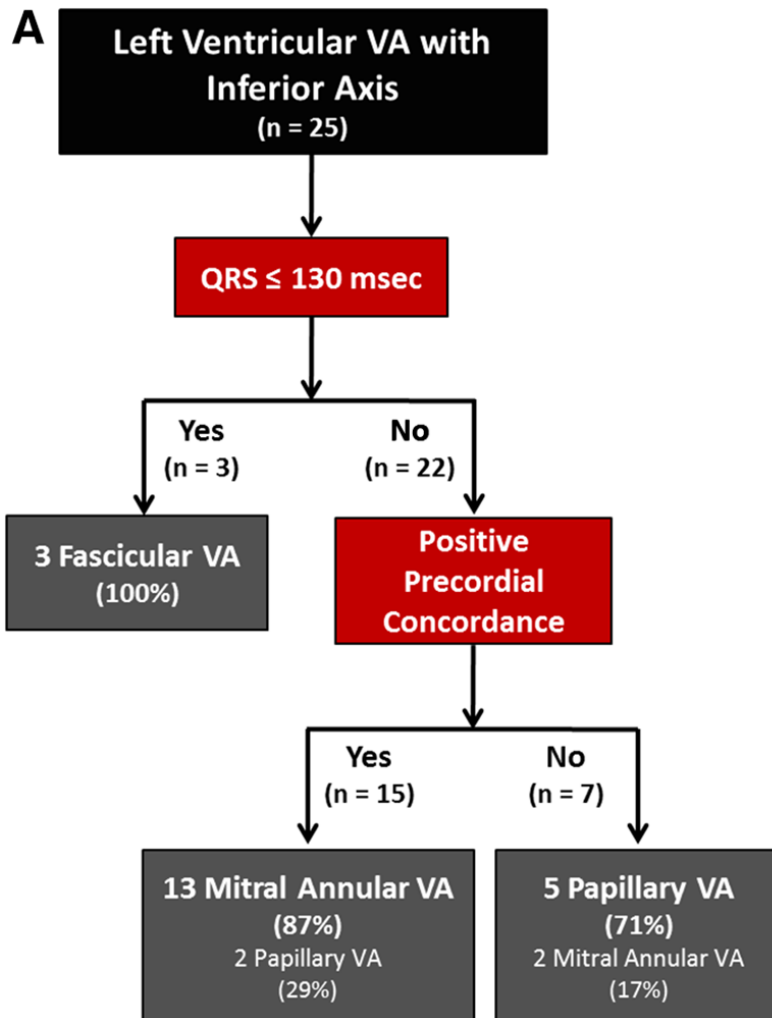 A
Left Ventricular VA with
Inferior Axis
(n = 25)
QRS ≤ 130 msec
Yes
(n = 3)
No
(n = 22)
3 Fascicular VA
(100%)
Positive
Precordial
Concordance
Yes
(n = 15)
No
(n = 7)
13 Mitral Annular VA
(87%)
2 Papillary VA
(29%)
5 Papillary VA
(71%)
2 Mitral Annular VA
(17%)